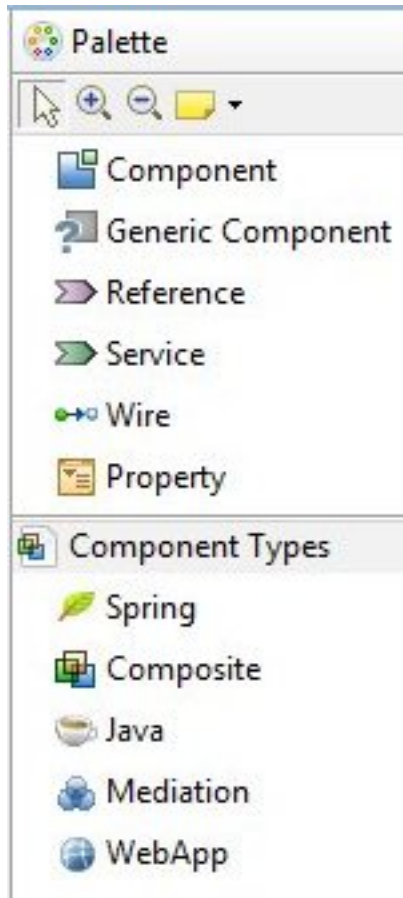 Palette
Component
Generic Component
Reference
Service
Wire
Property
Component Types
Spring
Composite
Java
Mediation
WebApp